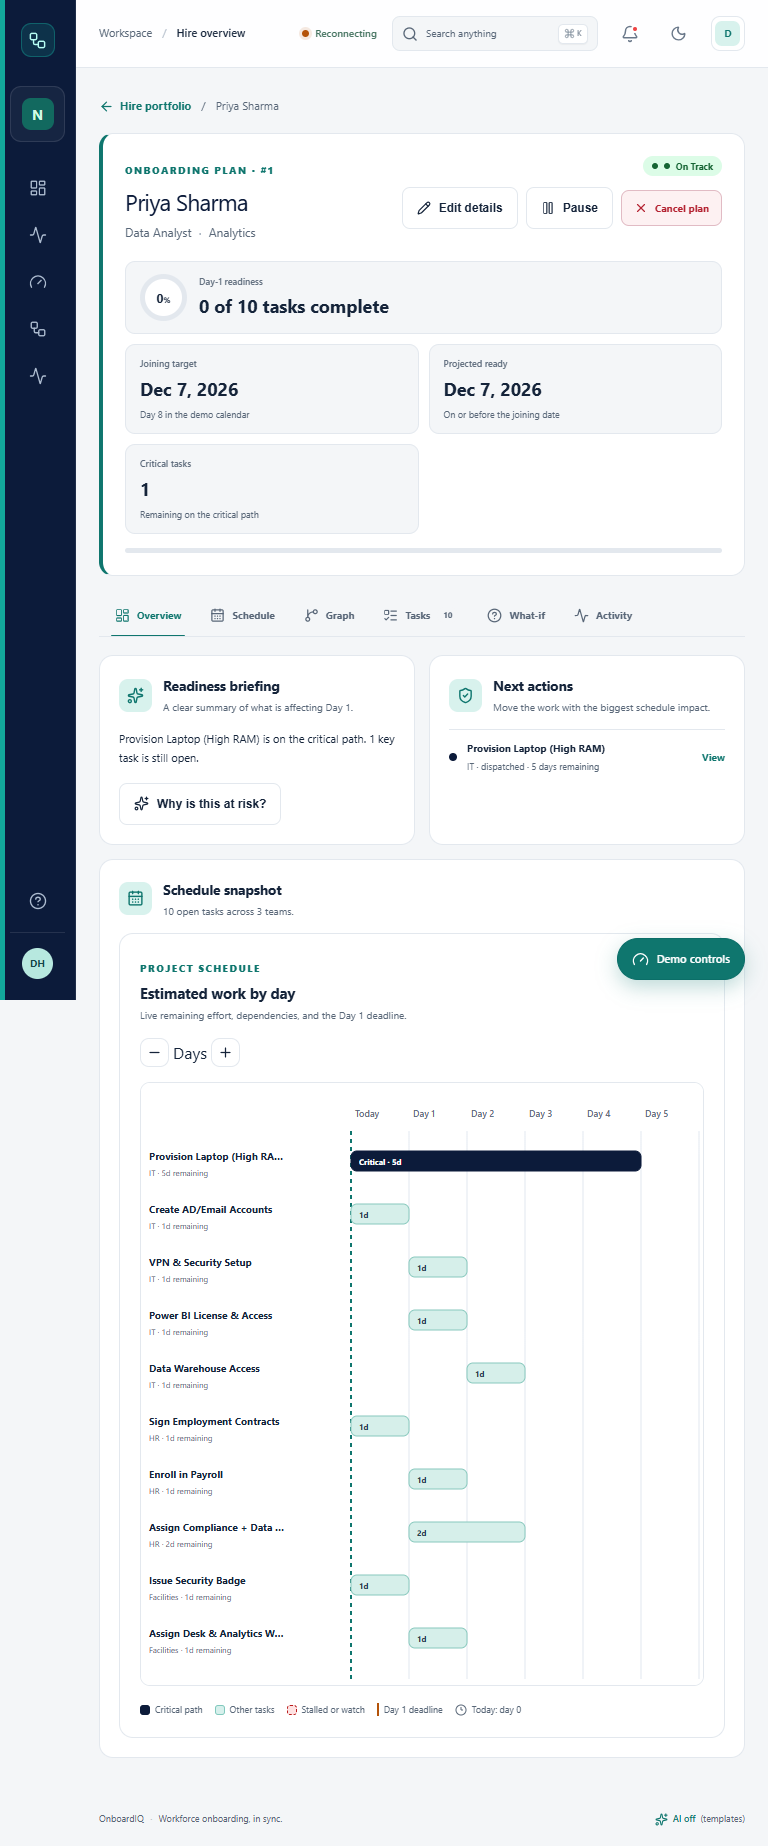 Workspace / Hire overview
Reconnecting
Search anything
⌘ K
D
N
Hire portfolio / Priya Sharma
ONBOARDING PLAN · #1
On Track
Priya Sharma
Data Analyst · Analytics
Edit details
Pause
Cancel plan
0%
Day-1 readiness
0 of 10 tasks complete
Joining target
Dec 7, 2026
Day 8 in the demo calendar
Projected ready
Dec 7, 2026
On or before the joining date
Critical tasks
1
Remaining on the critical path
Overview
Schedule
Graph
Tasks 10
What-if
Activity
Readiness briefing
A clear summary of what is affecting Day 1.
Provision Laptop (High RAM) is on the critical path. 1 key
task is still open.
Why is this at risk?
Next actions
Move the work with the biggest schedule impact.
Provision Laptop (High RAM)
IT · dispatched · 5 days remaining
View
Schedule snapshot
10 open tasks across 3 teams.
DH
Demo controls
PROJECT SCHEDULE
Estimated work by day
Live remaining effort, dependencies, and the Day 1 deadline.
− Days +
Today Day 1 Day 2 Day 3 Day 4 Day 5
Provision Laptop (High RA...
IT · 5d remaining
Critical · 5d
Create AD/Email Accounts
IT · 1d remaining
1d
VPN & Security Setup
IT · 1d remaining
1d
Power BI License & Access
IT · 1d remaining
1d
Data Warehouse Access
IT · 1d remaining
1d
Sign Employment Contracts
HR · 1d remaining
1d
Enroll in Payroll
HR · 1d remaining
1d
Assign Compliance + Data ...
HR · 2d remaining
2d
Issue Security Badge
Facilities · 1d remaining
1d
Assign Desk & Analytics W...
Facilities · 1d remaining
1d
Critical path
Other tasks
Stalled or watch
Day 1 deadline
Today: day 0
OnboardIQ · Workforce onboarding, in sync.
AI off (templates)